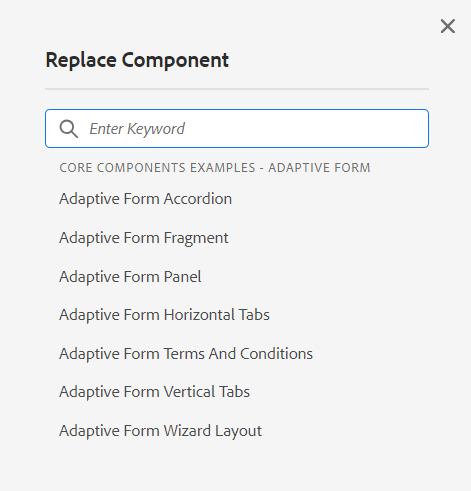 Replace Component
Enter Keyword
CORE COMPONENTS EXAMPLES - ADAPTIVE FORM
Adaptive Form Accordion
Adaptive Form Fragment
Adaptive Form Panel
Adaptive Form Horizontal Tabs
Adaptive Form Terms And Conditions
Adaptive Form Vertical Tabs
Adaptive Form Wizard Layout